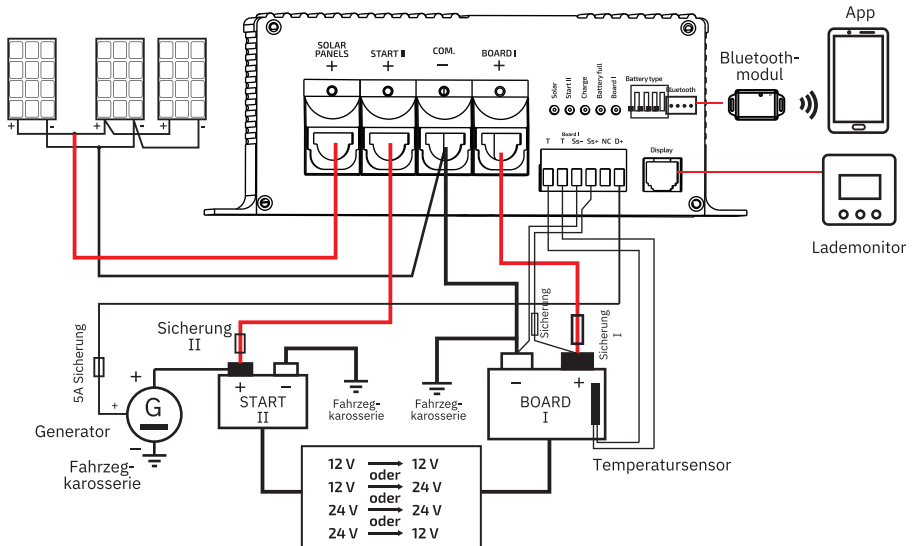 App
Bluetooth-
modul
SOLAR
PANELS
+
START II
+
COM.
−
BOARD I
+
Solar
Start II
Charge
Battery full
Board I
Battery type
Bluetooth
+ - + - + -
Board I
T T Ss− Ss+ NC D+
Display
Lademonitor
Sicherung
II
Sicherung
Sicherung
I
5A Sicherung
+
+
G
−
Generator
Fahrzeg-
karosserie
+ −
START
II
Fahrzeg-
karosserie
Fahrzeg-
karosserie
− +
BOARD
I
Temperatursensor
12 V 12 V
oder
12 V 24 V
oder
24 V 24 V
oder
24 V 12 V